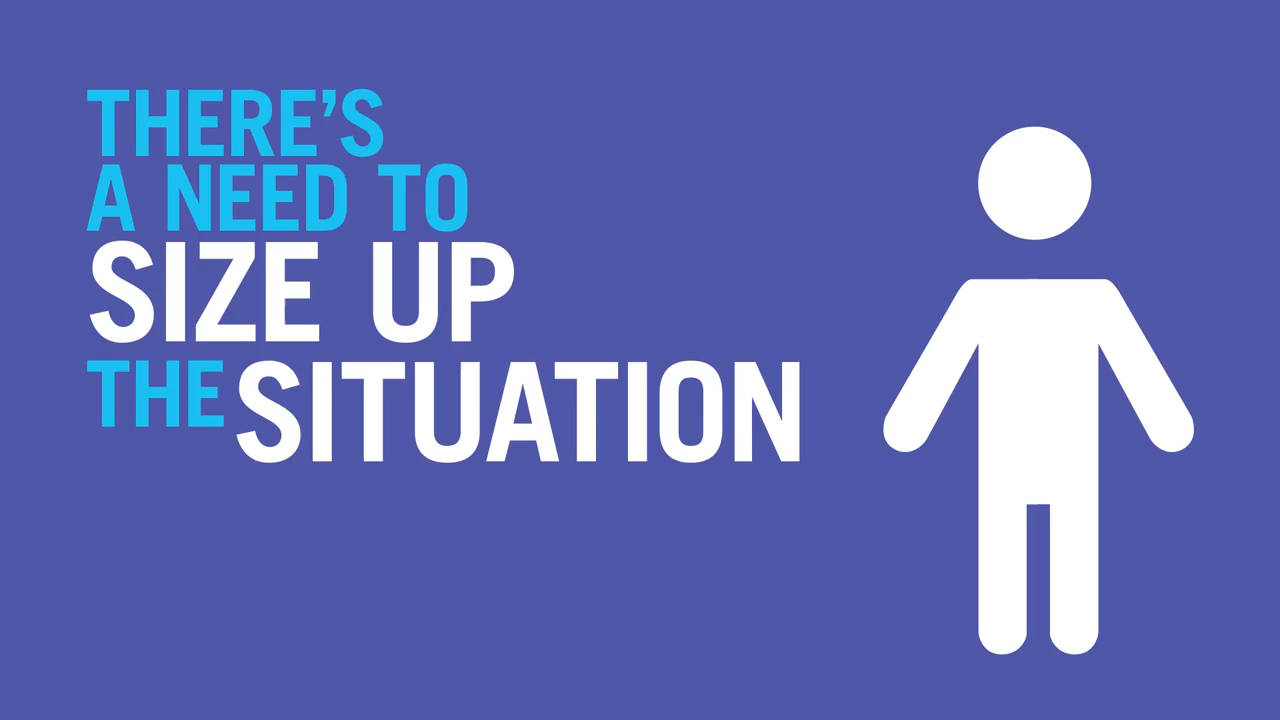 THERE’S
A NEED TO
SIZE UP
THE SITUATION